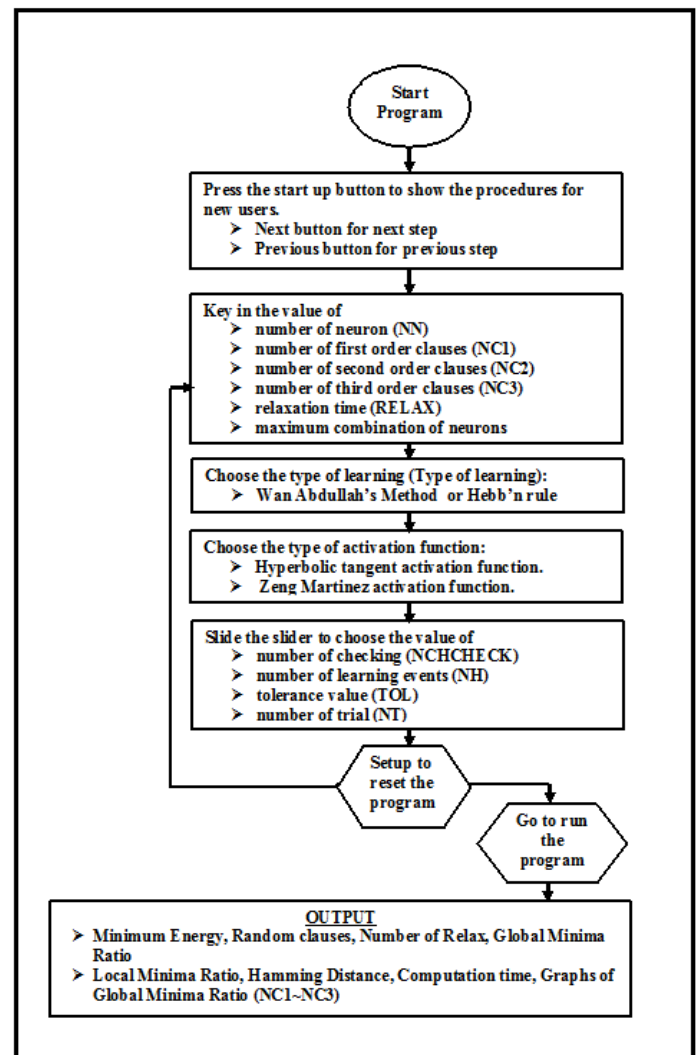 Start
Program
Press the start up button to show the procedures for
new users.
➤ Next button for next step
➤ Previous button for previous step
Key in the value of
➤ number of neuron (NN)
➤ number of first order clauses (NC1)
➤ number of second order clauses (NC2)
➤ number of third order clauses (NC3)
➤ relaxation time (RELAX)
➤ maximum combination of neurons
Choose the type of learning (Type of learning):
➤ Wan Abdullah's Method or Hebb'n rule
Choose the type of activation function:
➤ Hyperbolic tangent activation function.
➤ Zeng Martinez activation function.
Slide the slider to choose the value of
➤ number of checking (NCHCHECK)
➤ number of learning events (NH)
➤ tolerance value (TOL)
➤ number of trial (NT)
Setup to
reset the
program
Go to run
the
program
OUTPUT
➤ Minimum Energy, Random clauses, Number of Relax, Global Minima
Ratio
➤ Local Minima Ratio, Hamming Distance, Computation time, Graphs of
Global Minima Ratio (NC1~NC3)